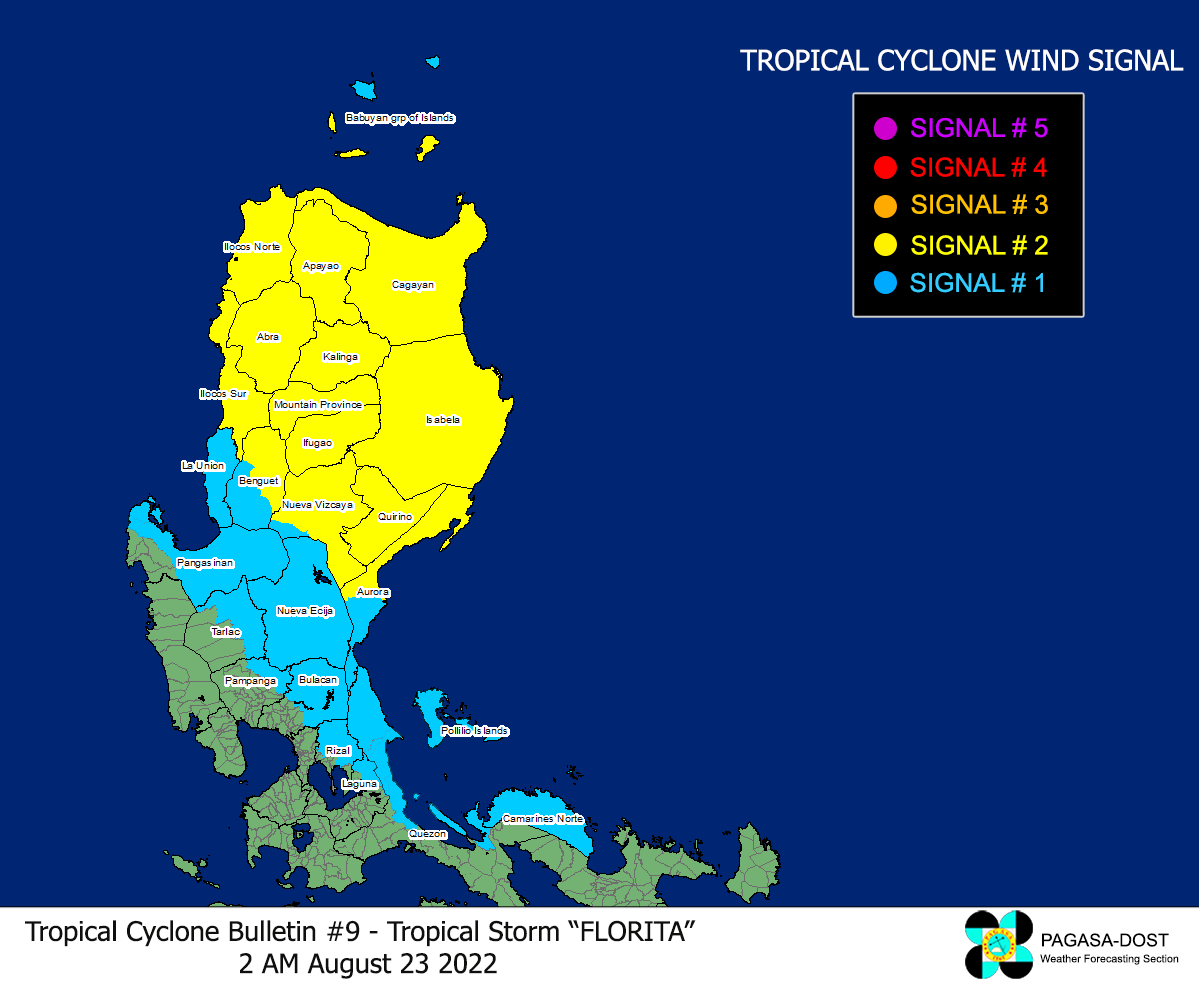 TROPICAL CYCLONE WIND SIGNAL
SIGNAL # 5
SIGNAL # 4
SIGNAL # 3
SIGNAL # 2
SIGNAL # 1
Babuyan grp of Islands
Ilocos Norte
Apayao
Cagayan
Abra
Kalinga
Ilocos Sur
Mountain Province
Isabela
Ifugao
La Union
Benguet
Nueva Vizcaya
Quirino
Pangasinan
Aurora
Nueva Ecija
Tarlac
Pampanga
Bulacan
Pollilio Islands
Rizal
Laguna
Camarines Norte
Quezon
Tropical Cyclone Bulletin #9 - Tropical Storm “FLORITA”
2 AM August 23 2022
PAGASA
PAGASA-DOST
Weather Forecasting Section